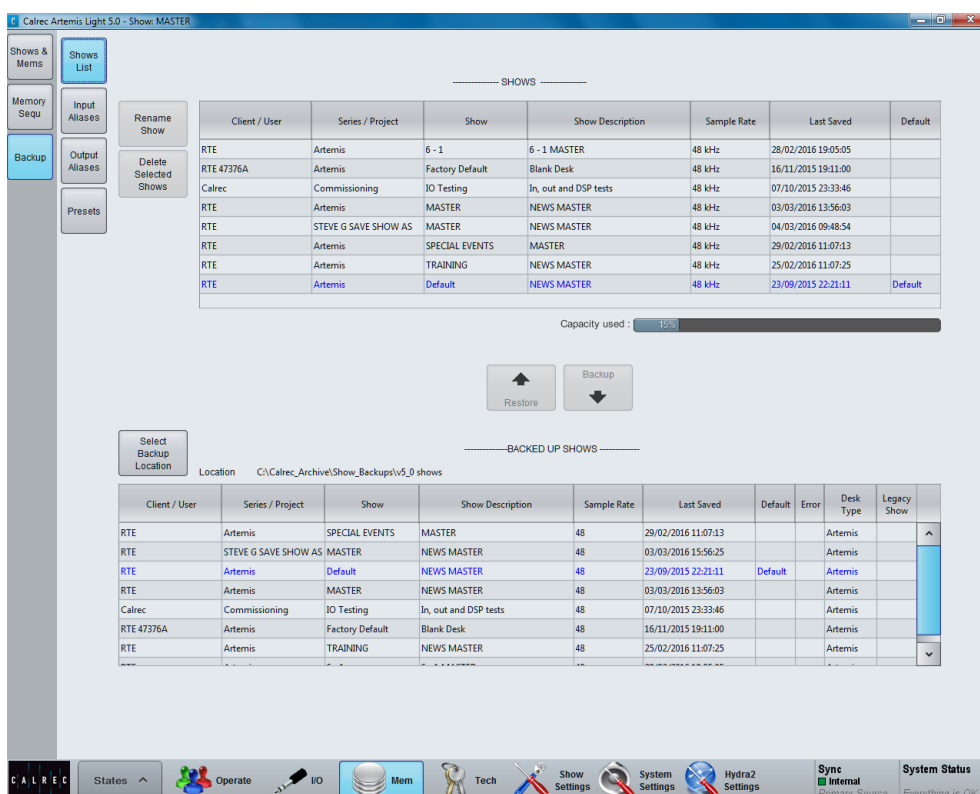 Calrec Artemis Light 5.0 - Show: MASTER
Shows & Mems
Memory Sequ
Backup
Shows List
Input Aliases
Output Aliases
Presets
Rename Show
Delete Selected Shows
--------------- SHOWS ---------------
Client / User Series / Project Show Show Description Sample Rate Last Saved Default
RTE Artemis 6 - 1 6 - 1 MASTER 48 kHz 28/02/2016 19:05:05
RTE 47376A Artemis Factory Default Blank Desk 48 kHz 16/11/2015 19:11:00
Calrec Commissioning IO Testing In, out and DSP tests 48 kHz 07/10/2015 23:33:46
RTE Artemis MASTER NEWS MASTER 48 kHz 03/03/2016 13:56:03
RTE STEVE G SAVE SHOW AS MASTER NEWS MASTER 48 kHz 04/03/2016 09:48:54
RTE Artemis SPECIAL EVENTS MASTER 48 kHz 29/02/2016 11:07:13
RTE Artemis TRAINING NEWS MASTER 48 kHz 25/02/2016 11:07:25
RTE Artemis Default NEWS MASTER 48 kHz 23/09/2015 22:21:11 Default
Capacity used : 15%
Restore
Backup
Select Backup Location
--------------BACKED UP SHOWS -------------
Location C:\Calrec_Archive\Show_Backups\v5_0 shows
Client / User Series / Project Show Show Description Sample Rate Last Saved Default Error Desk Type Legacy Show
RTE Artemis SPECIAL EVENTS MASTER 48 29/02/2016 11:07:13 Artemis
RTE STEVE G SAVE SHOW AS MASTER NEWS MASTER 48 03/03/2016 15:56:25 Artemis
RTE Artemis Default NEWS MASTER 48 23/09/2015 22:21:11 Default Artemis
RTE Artemis MASTER NEWS MASTER 48 03/03/2016 13:56:03 Artemis
Calrec Commissioning IO Testing In, out and DSP tests 48 07/10/2015 23:33:46 Artemis
RTE 47376A Artemis Factory Default Blank Desk 48 16/11/2015 19:11:00 Artemis
RTE Artemis TRAINING NEWS MASTER 48 25/02/2016 11:07:25 Artemis
CALREC
States
Operate
I/O
Mem
Tech
Show Settings
System Settings
Hydra2 Settings
Sync
Internal
Primary Source
System Status
Everything is OK